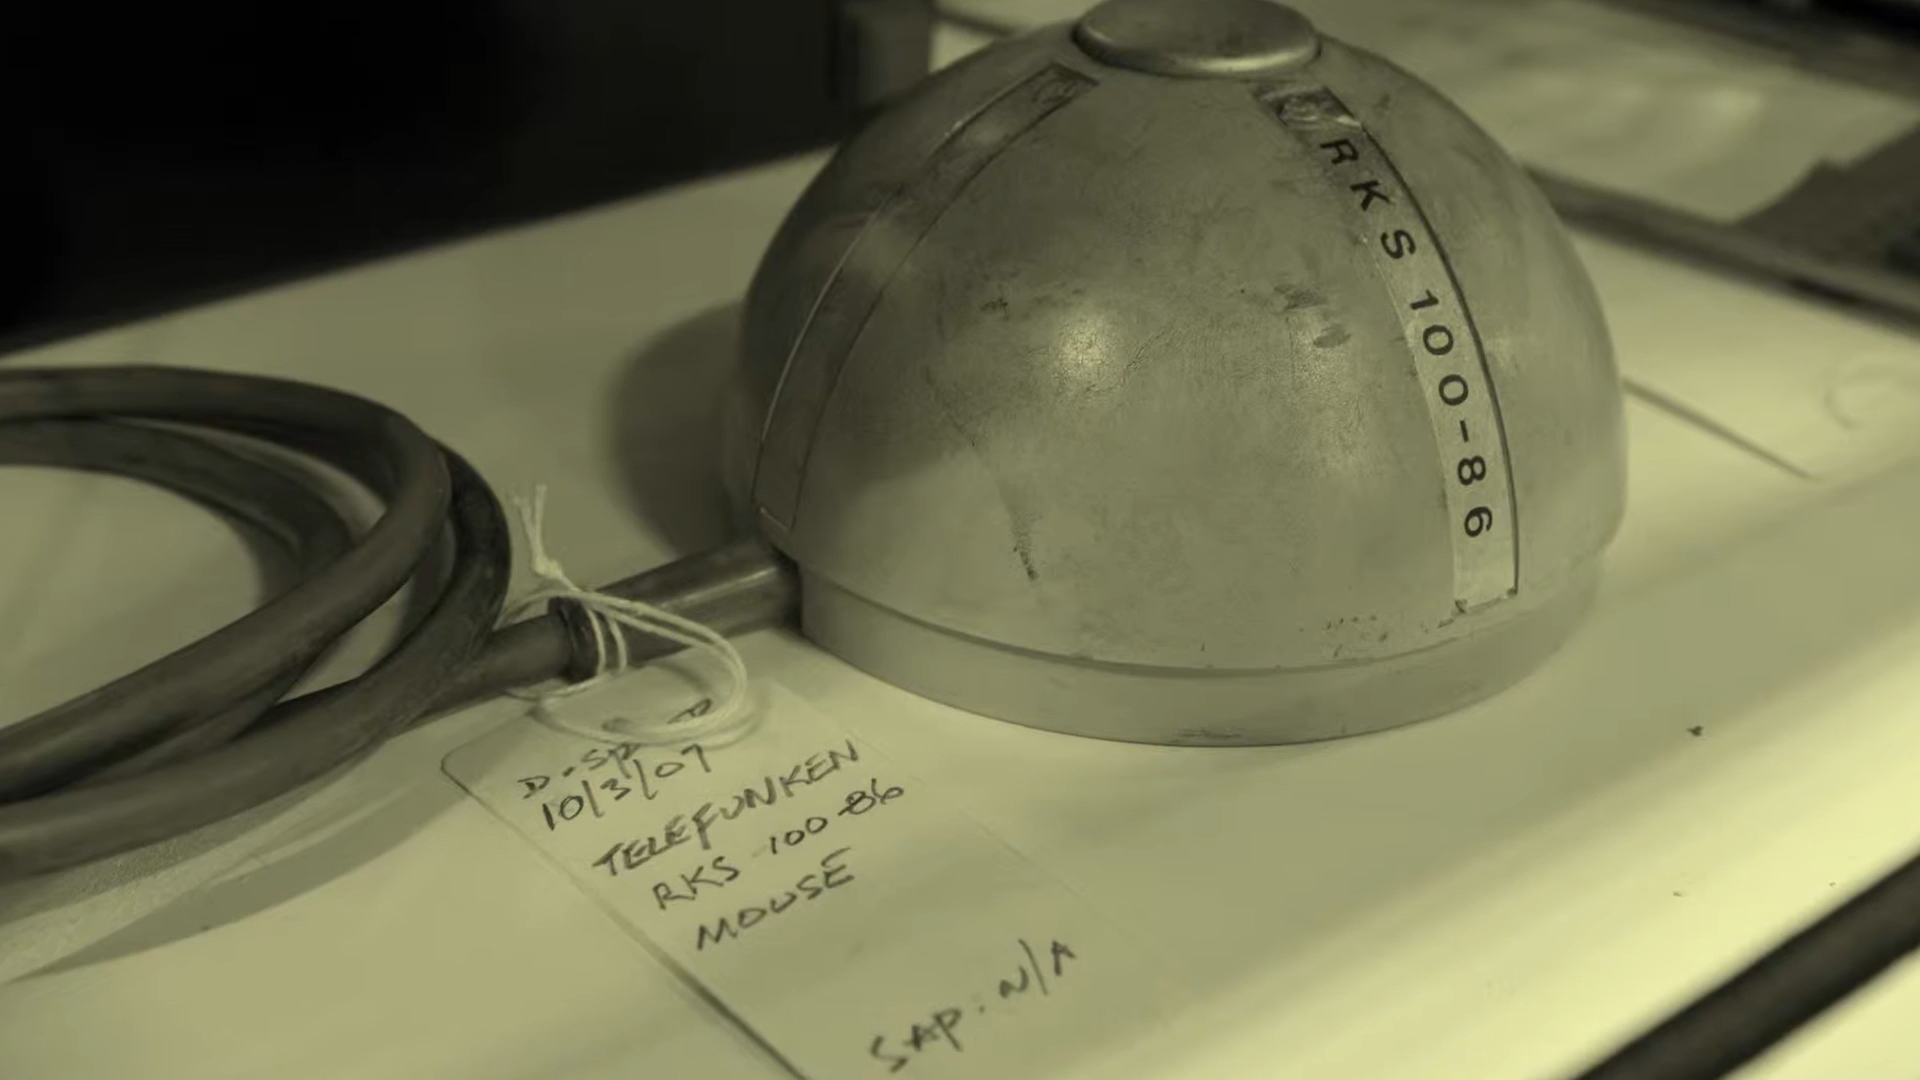 RKS 100-86
10/3/07
TELEFUNKEN
RKS 100-86
MOUSE
SAP. N/A